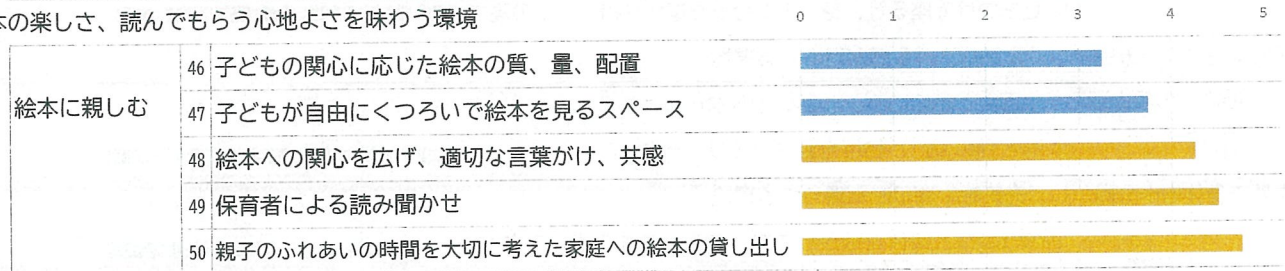 本の楽しさ、読んでもらう心地よさを味わう環境
0 1 2 3 4 5
絵本に親しむ
46 子どもの関心に応じた絵本の質、量、配置
47 子どもが自由にくつろいで絵本を見るスペース
48 絵本への関心を広げ、適切な言葉がけ、共感
49 保育者による読み聞かせ
50 親子のふれあいの時間を大切に考えた家庭への絵本の貸し出し